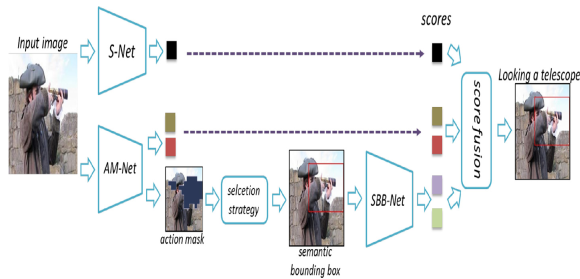 scores
Input image
S-Net
Looking a telescope
score fusion
AM-Net
action mask
selcetion
strategy
SBB-Net
semantic
bounding box